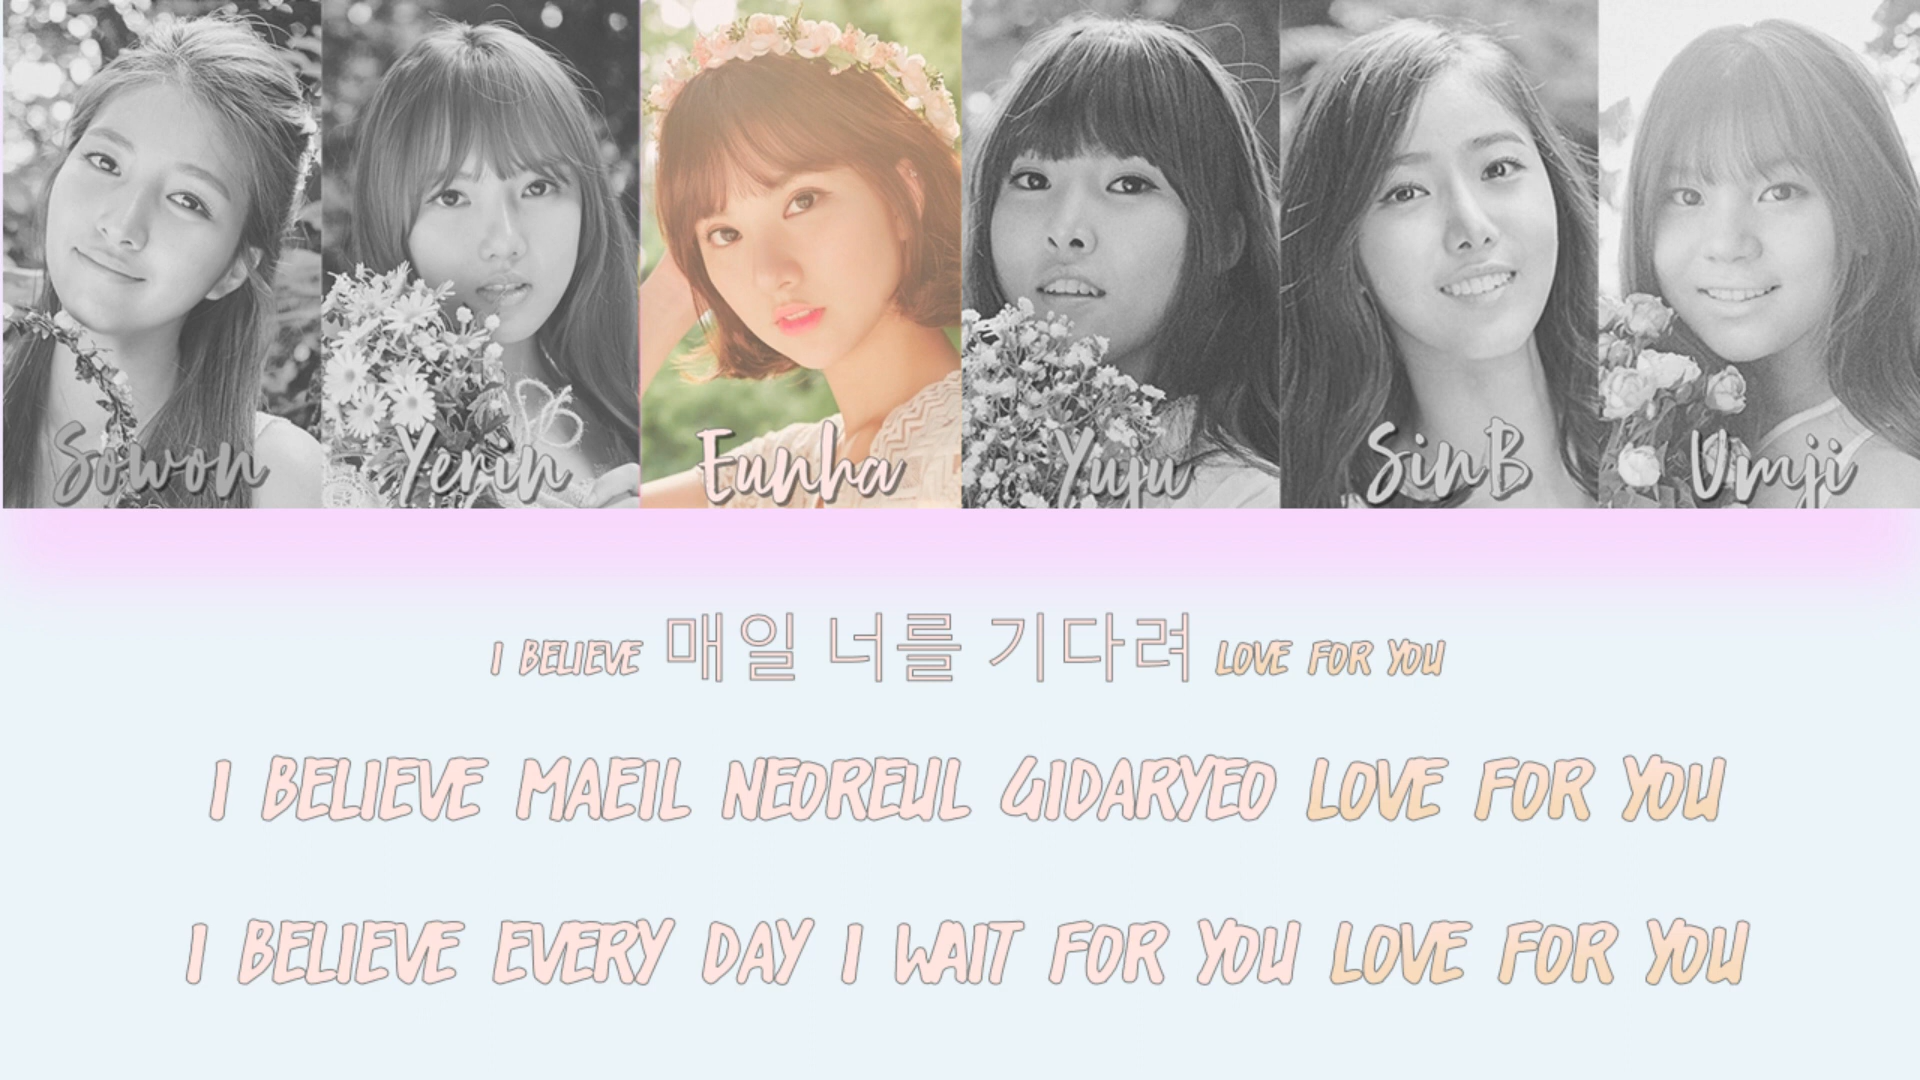 Sowon Yerin Eunha Yuju SinB Umji
I BELIEVE 매일 너를 기다려 LOVE FOR YOU
I BELIEVE MAEIL NEOREUL GIDARYEO LOVE FOR YOU
I BELIEVE EVERY DAY I WAIT FOR YOU LOVE FOR YOU